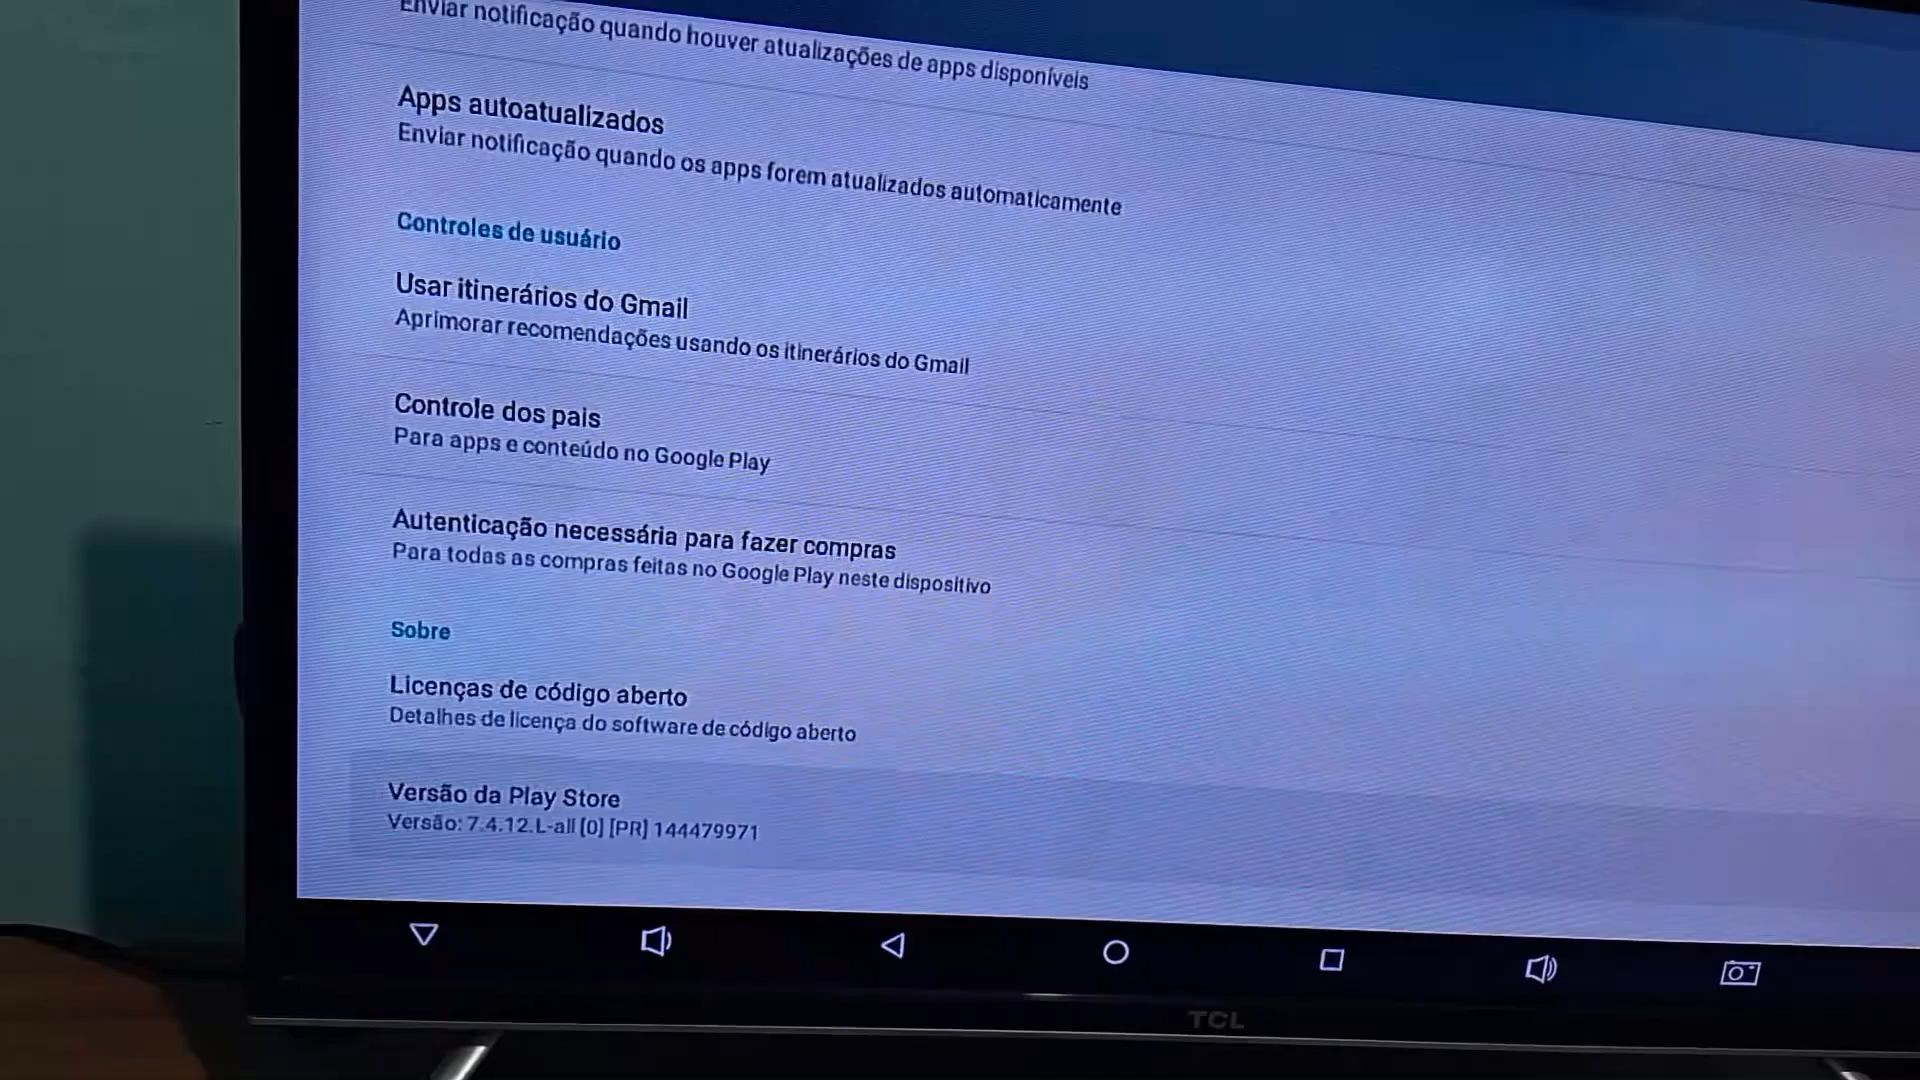 Enviar notificação quando houver atualizações de apps disponíveis
Apps autoatualizados
Enviar notificação quando os apps forem atualizados automaticamente
Controles de usuário
Usar itinerários do Gmail
Aprimorar recomendações usando os itinerários do Gmail
Controle dos pais
Para apps e conteúdo no Google Play
Autenticação necessária para fazer compras
Para todas as compras feitas no Google Play neste dispositivo
Sobre
Licenças de código aberto
Detalhes de licença do software de código aberto
Versão da Play Store
Versão: 7.4.12.L-all [0] [PR] 144479971
TCL